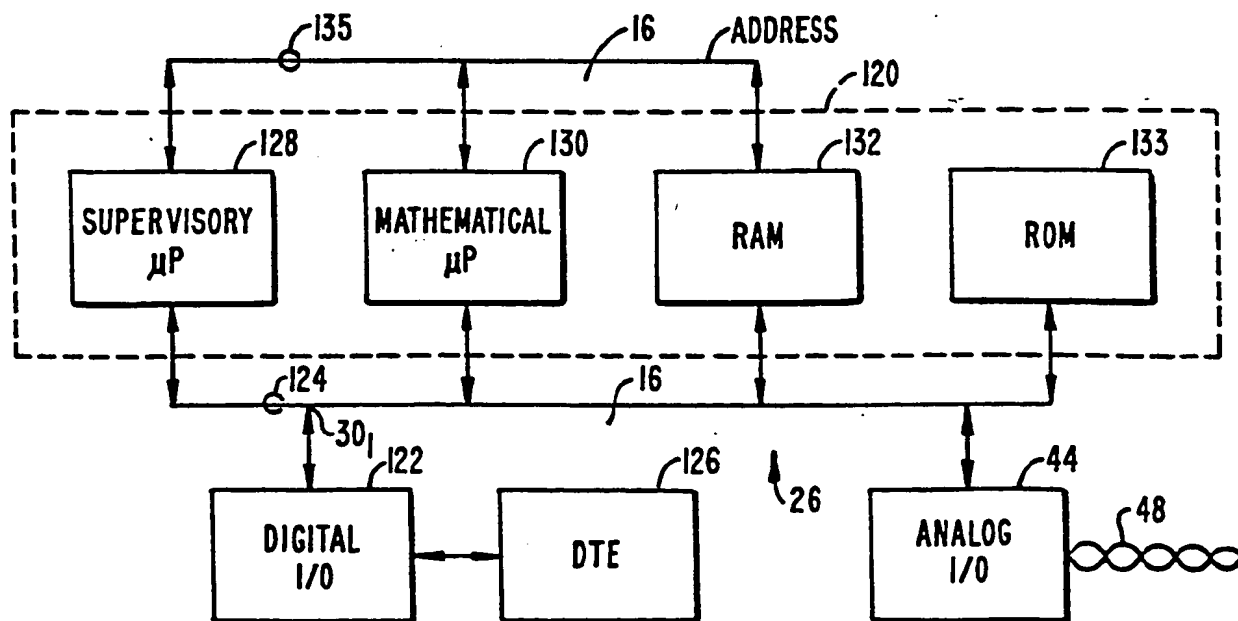 135
16
ADDRESS
120
128
130
132
133
SUPERVISORY
μP
MATHEMATICAL
μP
RAM
ROM
124
16
30₁
122
126
26
44
48
DIGITAL
I/O
DTE
ANALOG
I/O